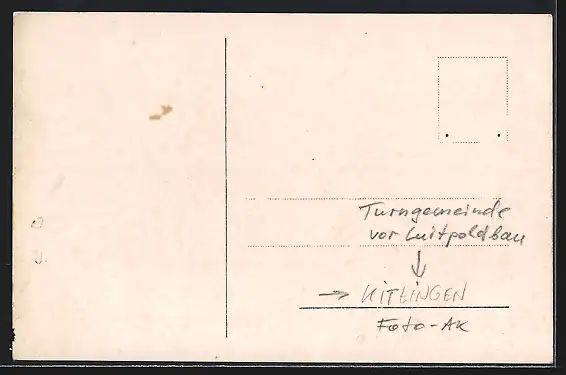 Turngemeinde
vor Luitpoldbau
↓
→ KITZINGEN
Foto-AK